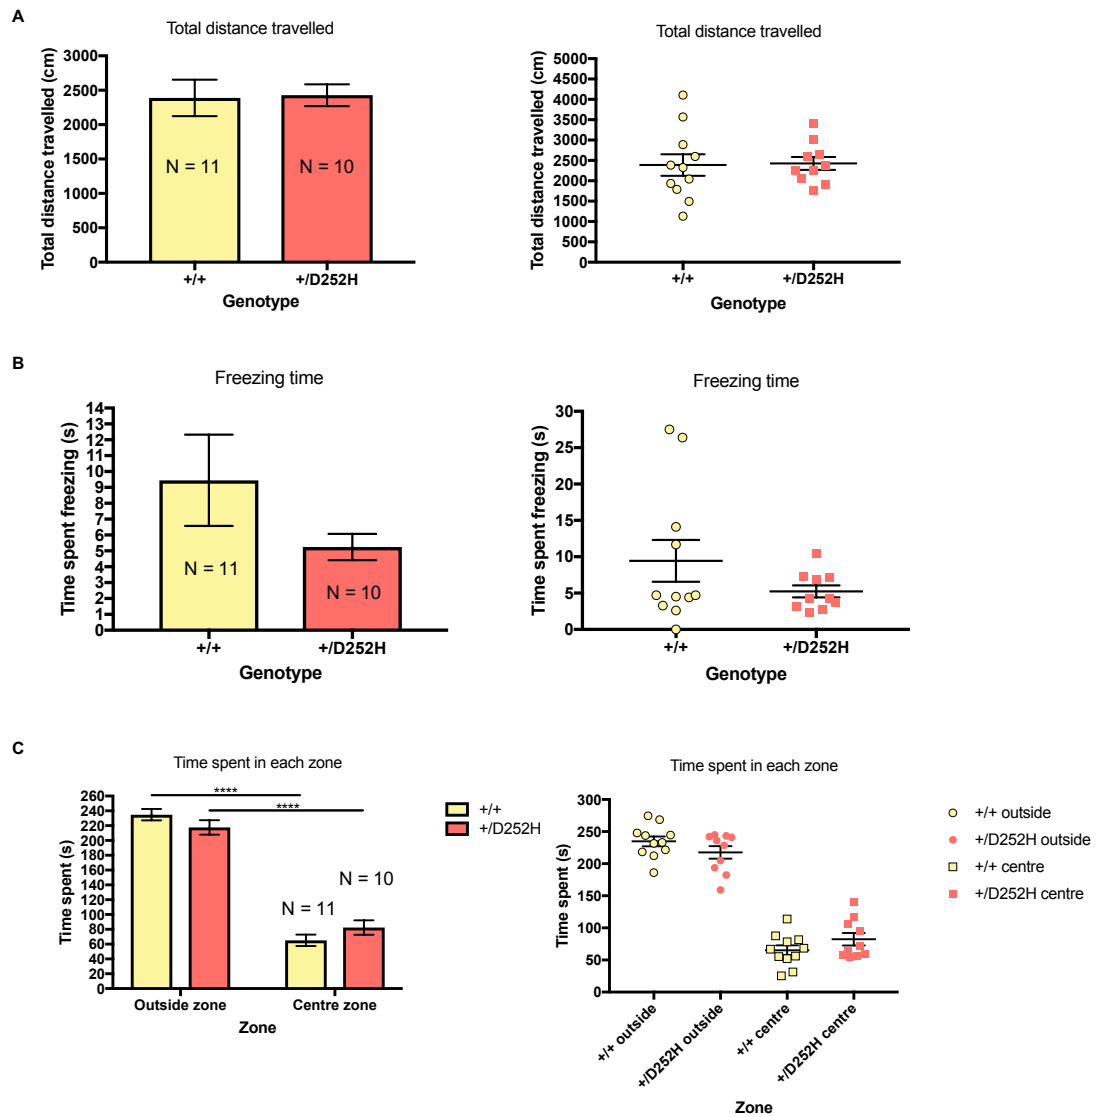 A
Total distance travelled
Total distance travelled (cm)
3000
2500
2000
1500
1000
500
0
N = 11
N = 10
+/+
+/D252H
Genotype
Total distance travelled
Total distance travelled (cm)
5000
4500
4000
3500
3000
2500
2000
1500
1000
500
0
+/+
+/D252H
Genotype
B
Freezing time
Time spent freezing (s)
14
13
12
11
10
9
8
7
6
5
4
3
2
1
0
N = 11
N = 10
+/+
+/D252H
Genotype
Freezing time
Time spent freezing (s)
30
25
20
15
10
5
0
+/+
+/D252H
Genotype
C
Time spent in each zone
Time spent (s)
260
240
220
200
180
160
140
120
100
80
60
40
20
0
****
****
N = 11
N = 10
Outside zone
Centre zone
Zone
+/+
+/D252H
Time spent in each zone
Time spent (s)
300
250
200
150
100
50
0
+/+ outside
+/D252H outside
+/+ centre
+/D252H centre
Zone
+/+ outside
+/D252H outside
+/+ centre
+/D252H centre